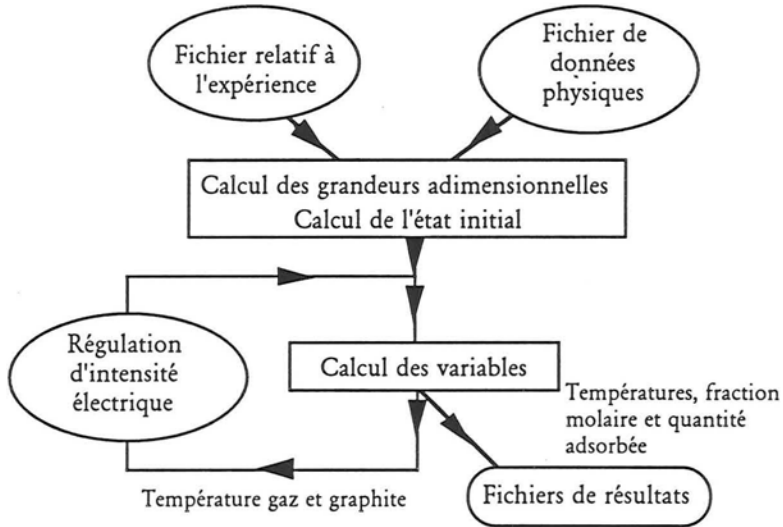 Fichier relatif à
l'expérience
Fichier de
données
physiques
Calcul des grandeurs adimensionnelles
Calcul de l'état initial
Régulation
d'intensité
électrique
Calcul des variables
Températures, fraction
molaire et quantité
adsorbée
Température gaz et graphite
Fichiers de résultats